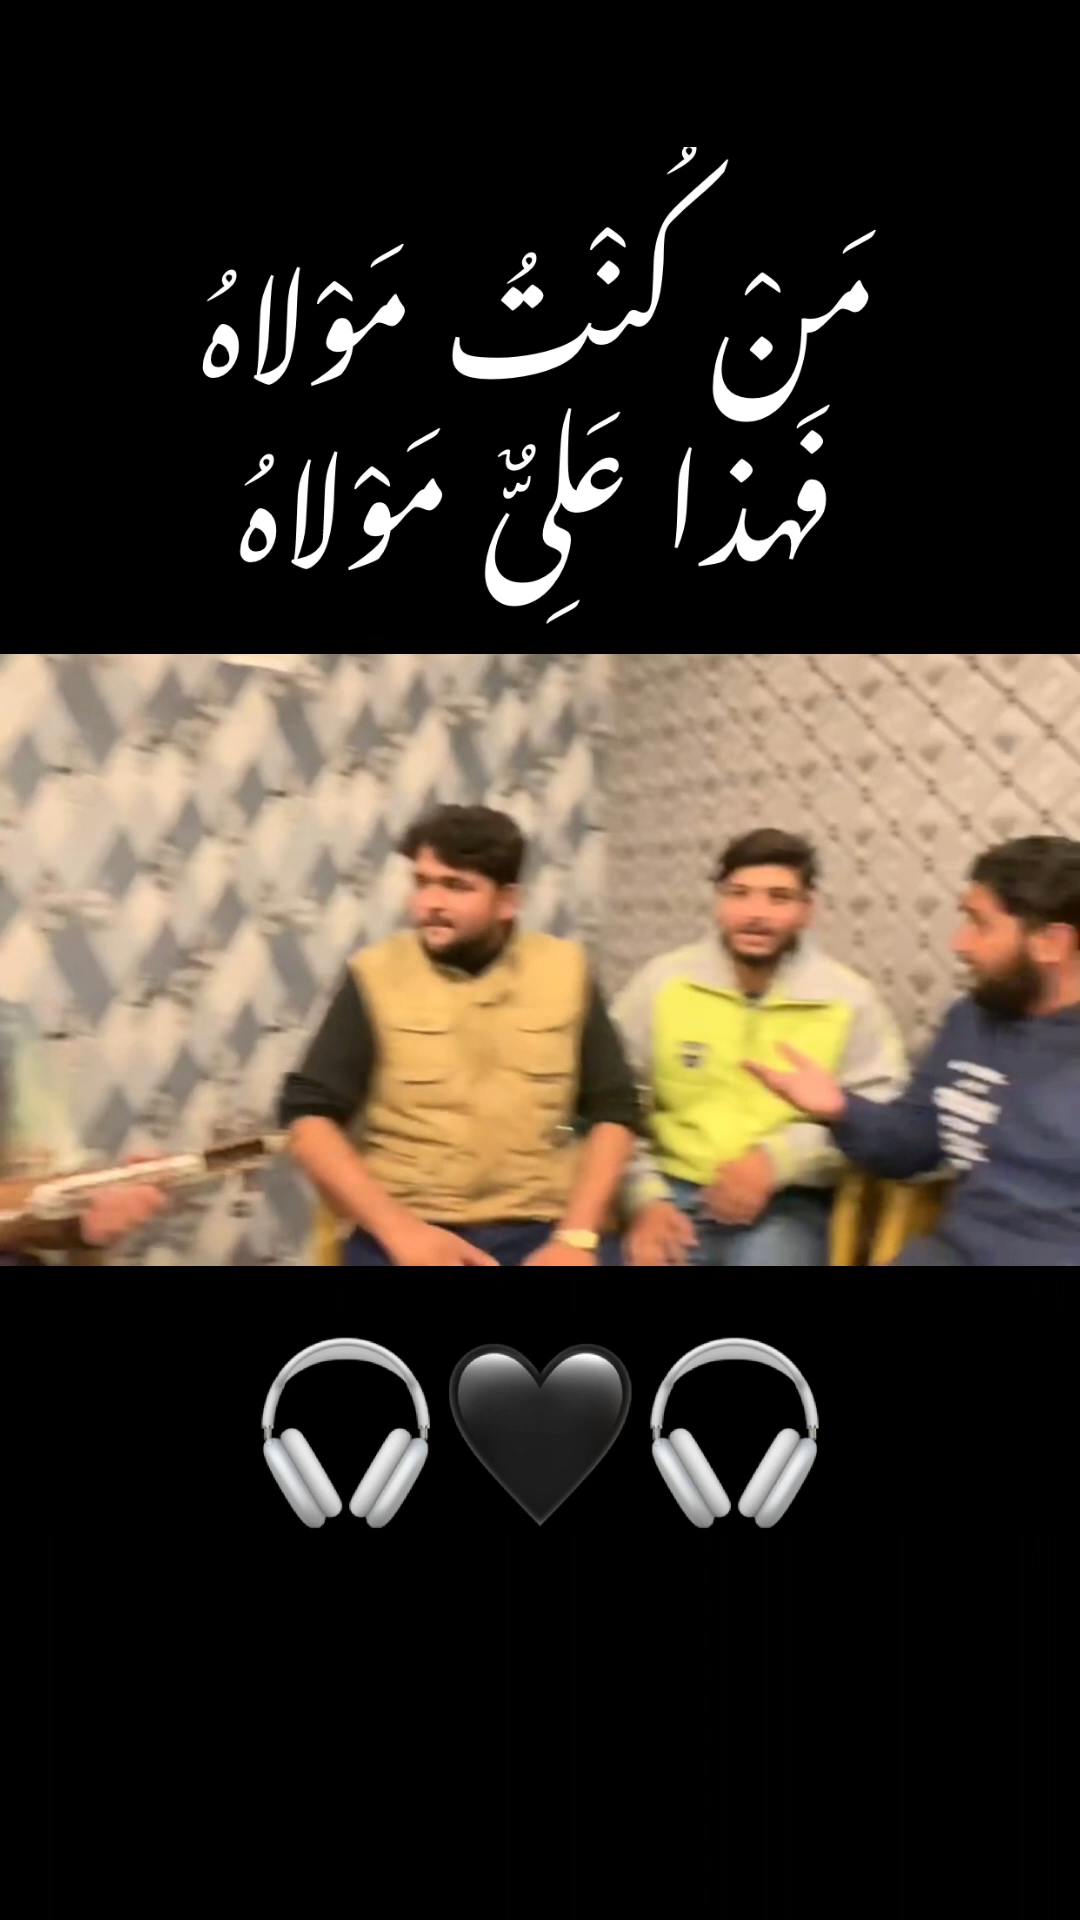 مَنْ كُنْتُ مَوْلاهُ
فَهذا عَلِیٌّ مَوْلاهُ